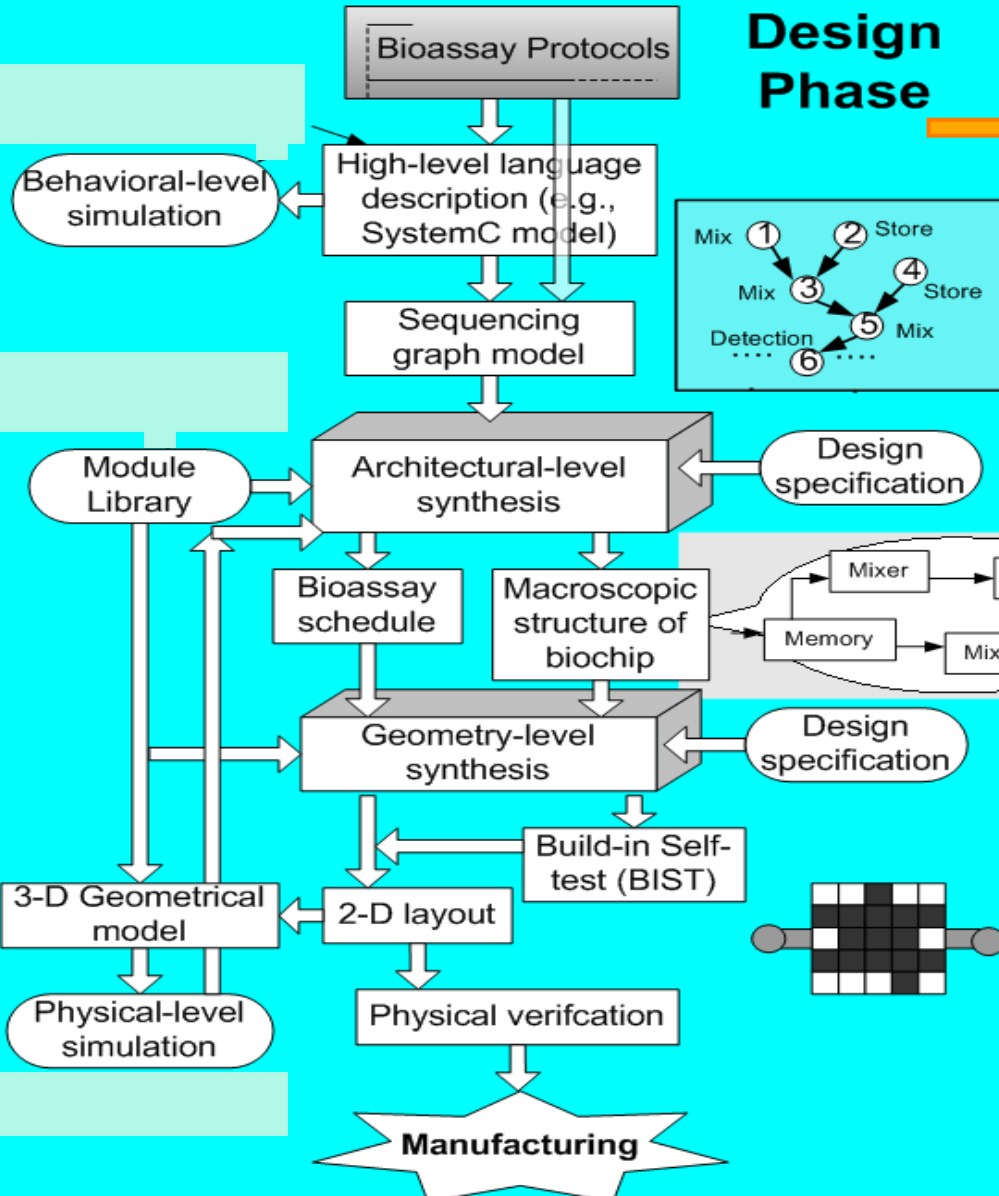 Design
Phase
Bioassay Protocols
High-level language
description (e.g.,
SystemC model)
Behavioral-level
simulation
Mix 1 2 Store
Mix 3 4
Store
5 Mix
Detection
.... 6 ....
Sequencing
graph model
Module
Library
Architectural-level
synthesis
Design
specification
Bioassay
schedule
Macroscopic
structure of
biochip
Mixer
Memory
Mix
Geometry-level
synthesis
Design
specification
Build-in Self-
test (BIST)
3-D Geometrical
model
2-D layout
Physical-level
simulation
Physical verifcation
Manufacturing